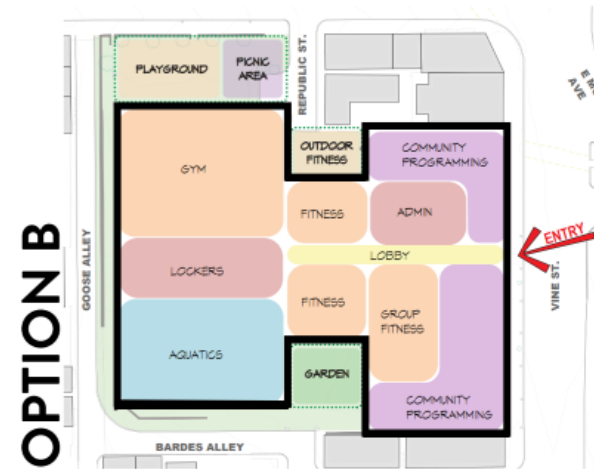 OPTION B
PLAYGROUND
PICNIC
AREA
REPUBLIC ST.
OUTDOOR
FITNESS
COMMUNITY
PROGRAMMING
GYM
FITNESS
ADMIN
ENTRY
LOBBY
GOOSE ALLEY
LOCKERS
VINE ST.
FITNESS
GROUP
FITNESS
AQUATICS
GARDEN
COMMUNITY
PROGRAMMING
BARDES ALLEY
AVE